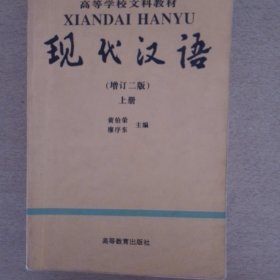 高等学校文科教材
XIANDAI HANYU
现代汉语
(增订二版)
上册
黄伯荣
廖序东 主编
高等教育出版社